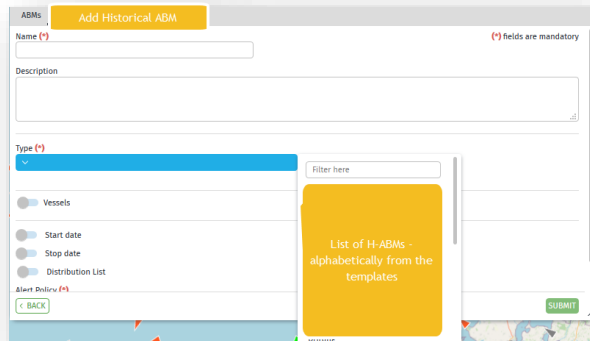 ABMs
Add Historical ABM
Name (*)
(*) fields are mandatory
Description
Type (*)
Filter here
Vessels
List of H-ABMs -
alphabetically from the
templates
Start date
Stop date
Distribution List
Alert Policy (*)
< BACK
SUBMIT